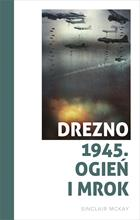 DREZNO
1945.
OGIEŃ
I MROK
SINCLAIR MCKAY